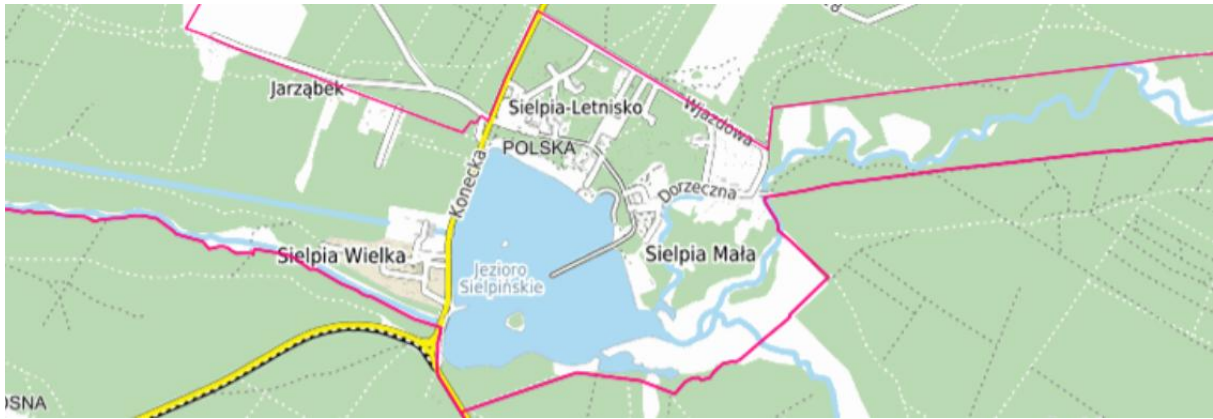 Jarząbek
Sielpia-Letnisko
Wjazdowa
POLSKA
Konecka
Dorzeczna
Sielpia Wielka
Sielpia Mała
Jezioro
Sielpińskie
OSNA